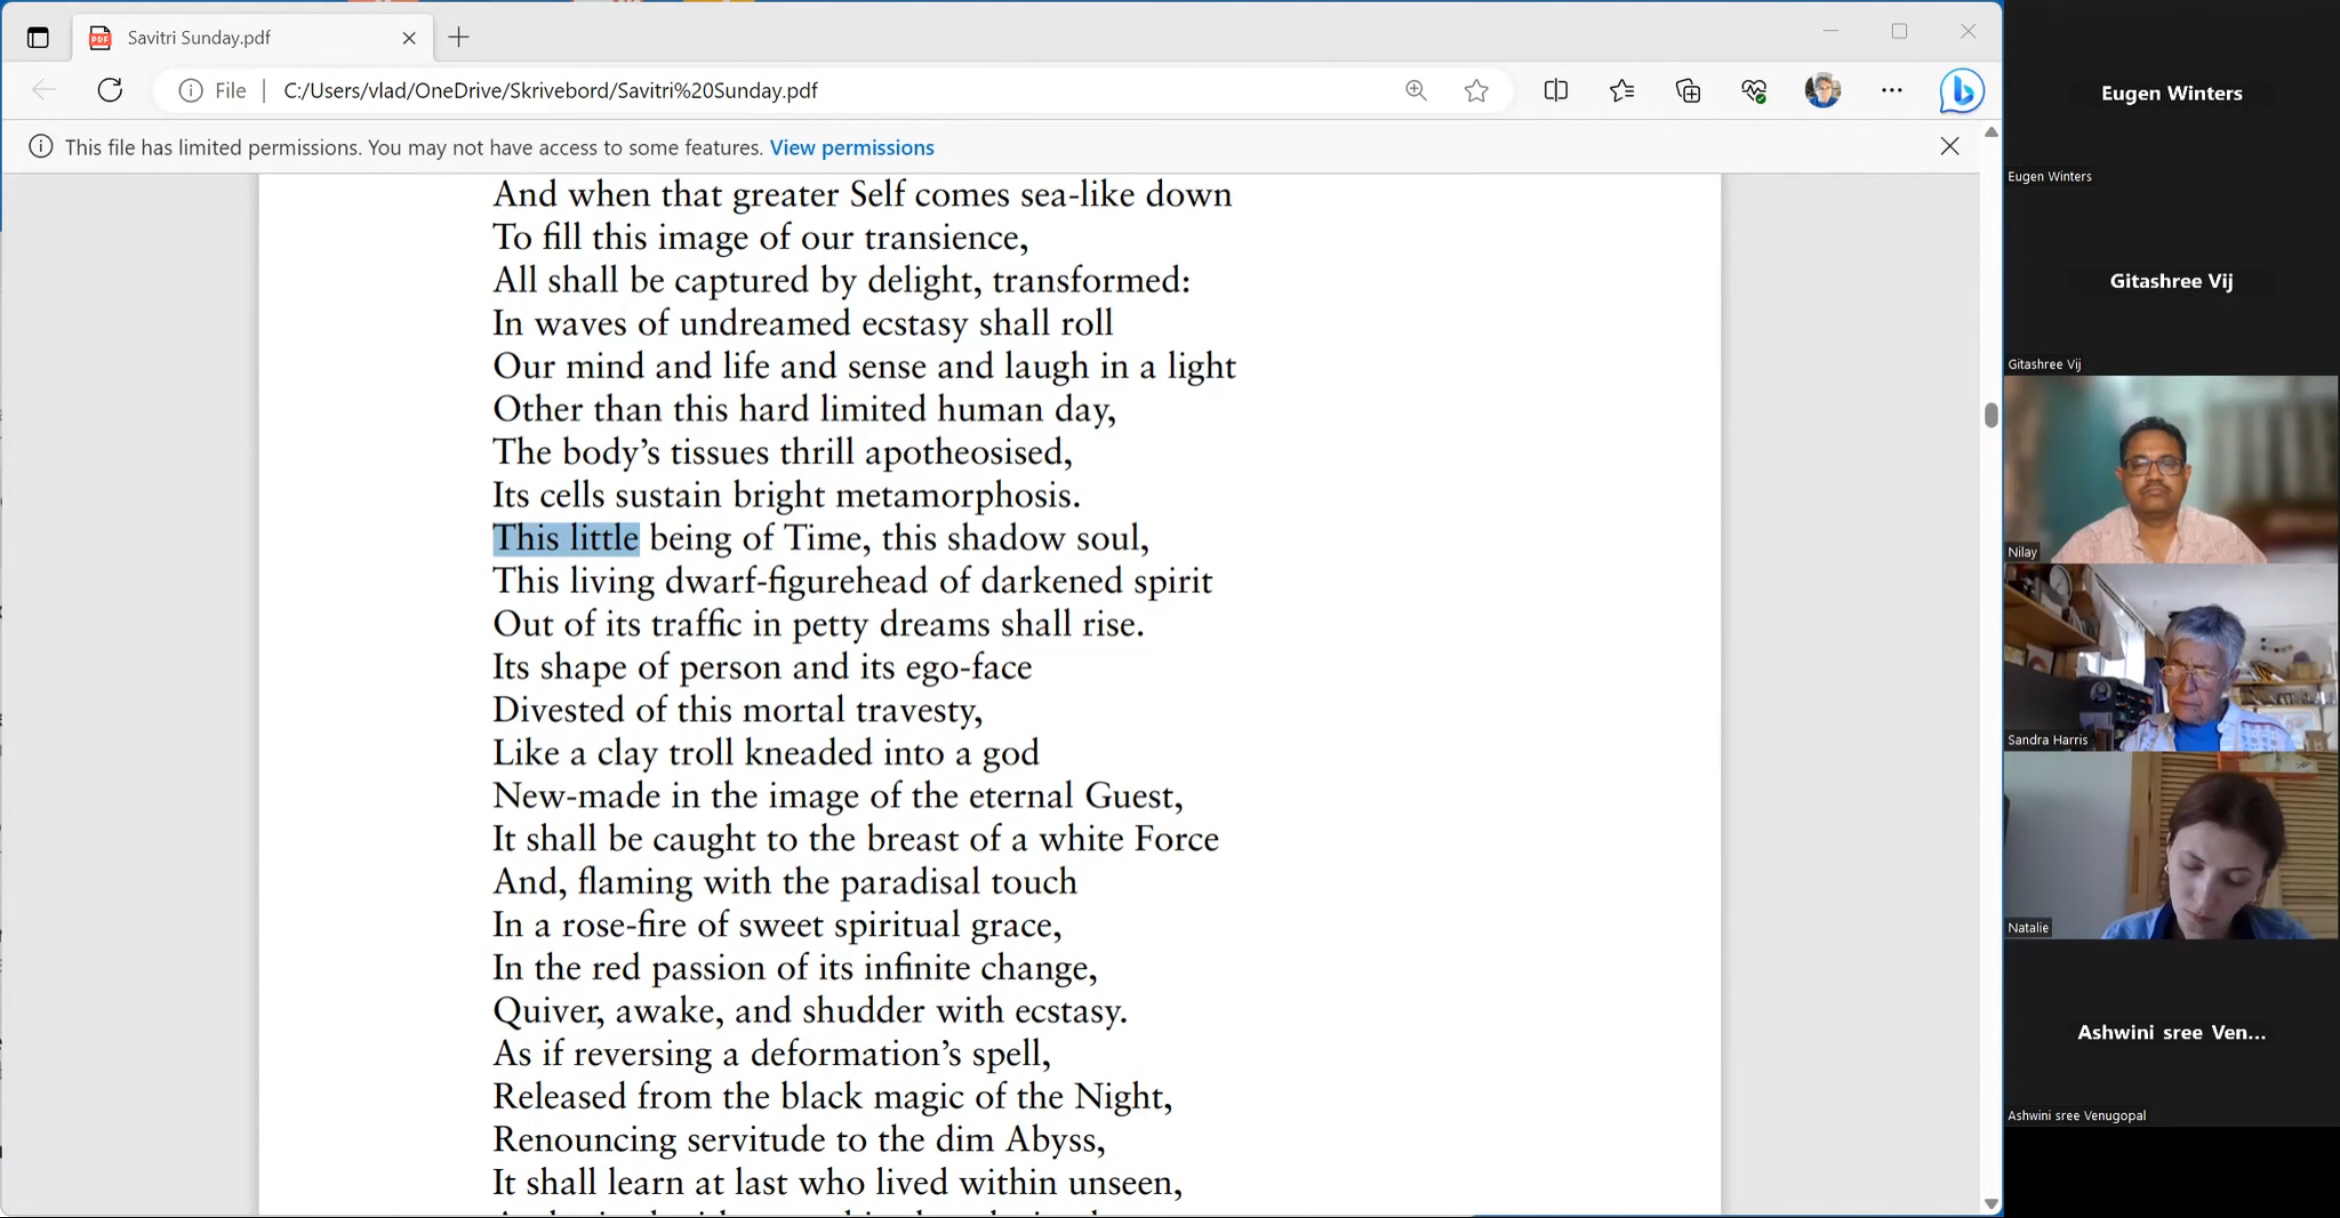 Savitri Sunday.pdf
File
C:/Users/vlad/OneDrive/Skrivebord/Savitri%20Sunday.pdf
This file has limited permissions. You may not have access to some features. View permissions
And when that greater Self comes sea-like down
To fill this image of our transience,
All shall be captured by delight, transformed:
In waves of undreamed ecstasy shall roll
Our mind and life and sense and laugh in a light
Other than this hard limited human day,
The body’s tissues thrill apotheosised,
Its cells sustain bright metamorphosis.
This little being of Time, this shadow soul,
This living dwarf-figurehead of darkened spirit
Out of its traffic in petty dreams shall rise.
Its shape of person and its ego-face
Divested of this mortal travesty,
Like a clay troll kneaded into a god
New-made in the image of the eternal Guest,
It shall be caught to the breast of a white Force
And, flaming with the paradisal touch
In a rose-fire of sweet spiritual grace,
In the red passion of its infinite change,
Quiver, awake, and shudder with ecstasy.
As if reversing a deformation’s spell,
Released from the black magic of the Night,
Renouncing servitude to the dim Abyss,
It shall learn at last who lived within unseen,
Eugen Winters
Eugen Winters
Gitashree Vij
Gitashree Vij
Nilay
Sandra Harris
Natalie
Ashwini sree Ven...
Ashwini sree Venugopal